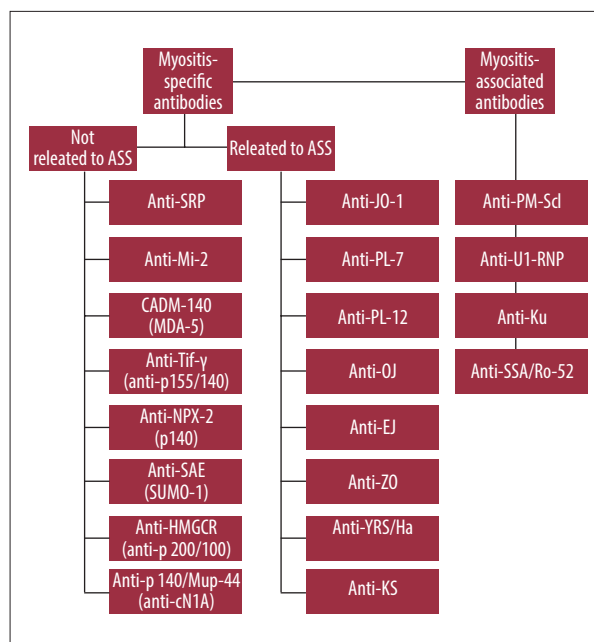 Myositis-
specific
antibodies
Myositis-
associated
antibodies
Not
releated to ASS
Releated to ASS
Anti-SRP
Anti-Mi-2
CADM-140
(MDA-5)
Anti-Tif-γ
(anti-p155/140)
Anti-NPX-2
(p140)
Anti-SAE
(SUMO-1)
Anti-HMGCR
(anti-p 200/100)
Anti-p 140/Mup-44
(anti-cN1A)
Anti-JO-1
Anti-PL-7
Anti-PL-12
Anti-OJ
Anti-EJ
Anti-ZO
Anti-YRS/Ha
Anti-KS
Anti-PM-Scl
Anti-U1-RNP
Anti-Ku
Anti-SSA/Ro-52